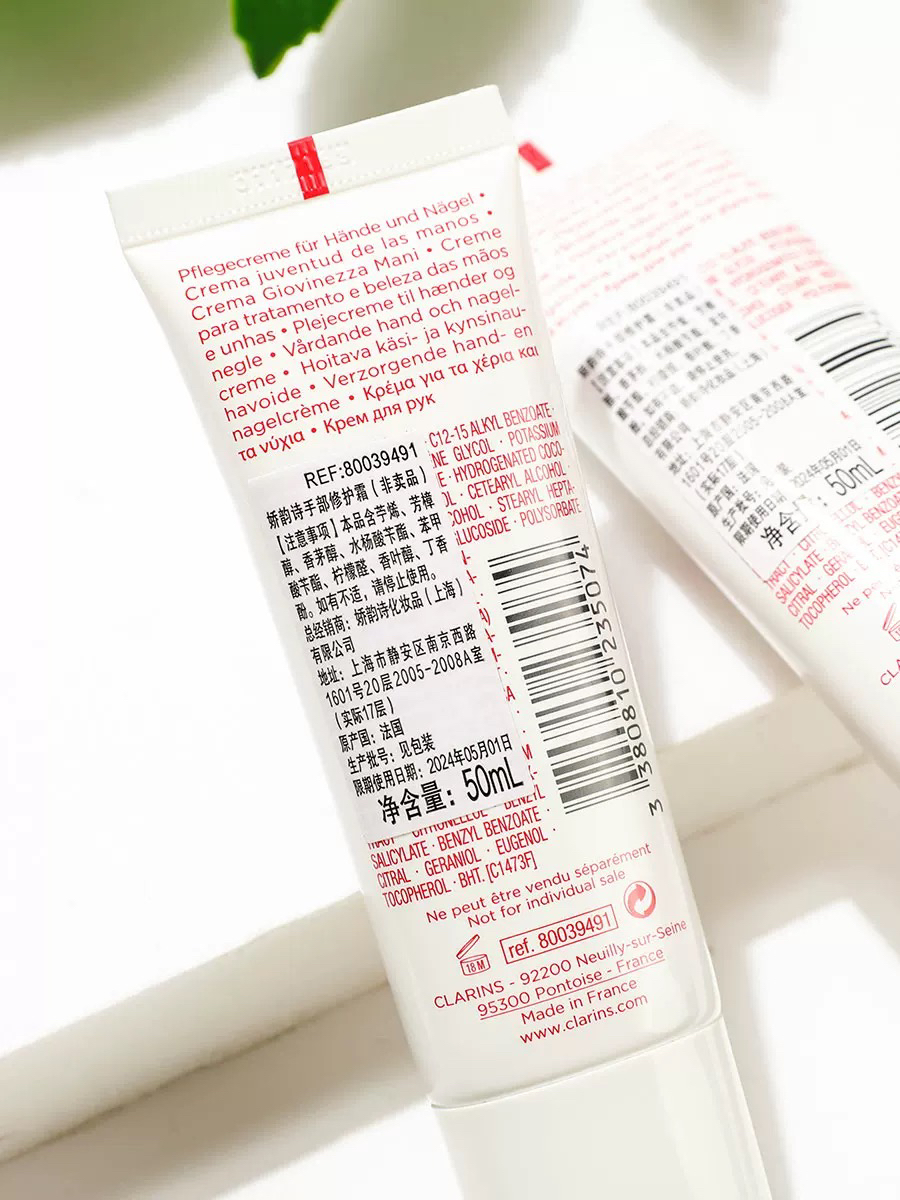 Pflegecreme für Hände und Nägel •
Crema juventud de las manos •
Crema Giovinezza Mani • Creme
para tratamento e beleza das mãos
e unhas • Plejecreme til hænder og
negle • Vårdande hand och nagel-
creme • Hoitava käsi- ja kynsinau-
havoide • Verzorgende hand- en
nagelcrème • Κρέμα για τα χέρια και
τα νύχια • Крем для рук
C12-15 ALKYL BENZOATE ·
NE GLYCOL · POTASSIUM
E · HYDROGENATED COCO-
OL · CETEARYL ALCOHOL ·
COHOL · STEARYL HEPTA-
LUCOSIDE · POLYSORBATE
REF:80039491
娇韵诗手部修护霜（非卖品）
【注意事项】本品含苧烯、芳樟
醇、香茅醇、水杨酸苄酯、苯甲
酸苄酯、柠檬醛、香叶醇、丁香
酚。如有不适，请停止使用。
总经销商：娇韵诗化妆品（上海）
有限公司
地址：上海市静安区南京西路
1601号20层2005-2008A室
（实际17层）
原产国：法国
生产批号：见包装
限期使用日期：2024年05月01日
净含量：50mL
3 380810 235074
CITRONELLOL · BENZYL
SALICYLATE · BENZYL BENZOATE ·
CITRAL · GERANIOL · EUGENOL ·
TOCOPHEROL · BHT. [C1473F]
Ne peut être vendu séparément
Not for individual sale
18 M
ref. 80039491
CLARINS - 92200 Neuilly-sur-Seine
95300 Pontoise - France
Made in France
www.clarins.com
50mL